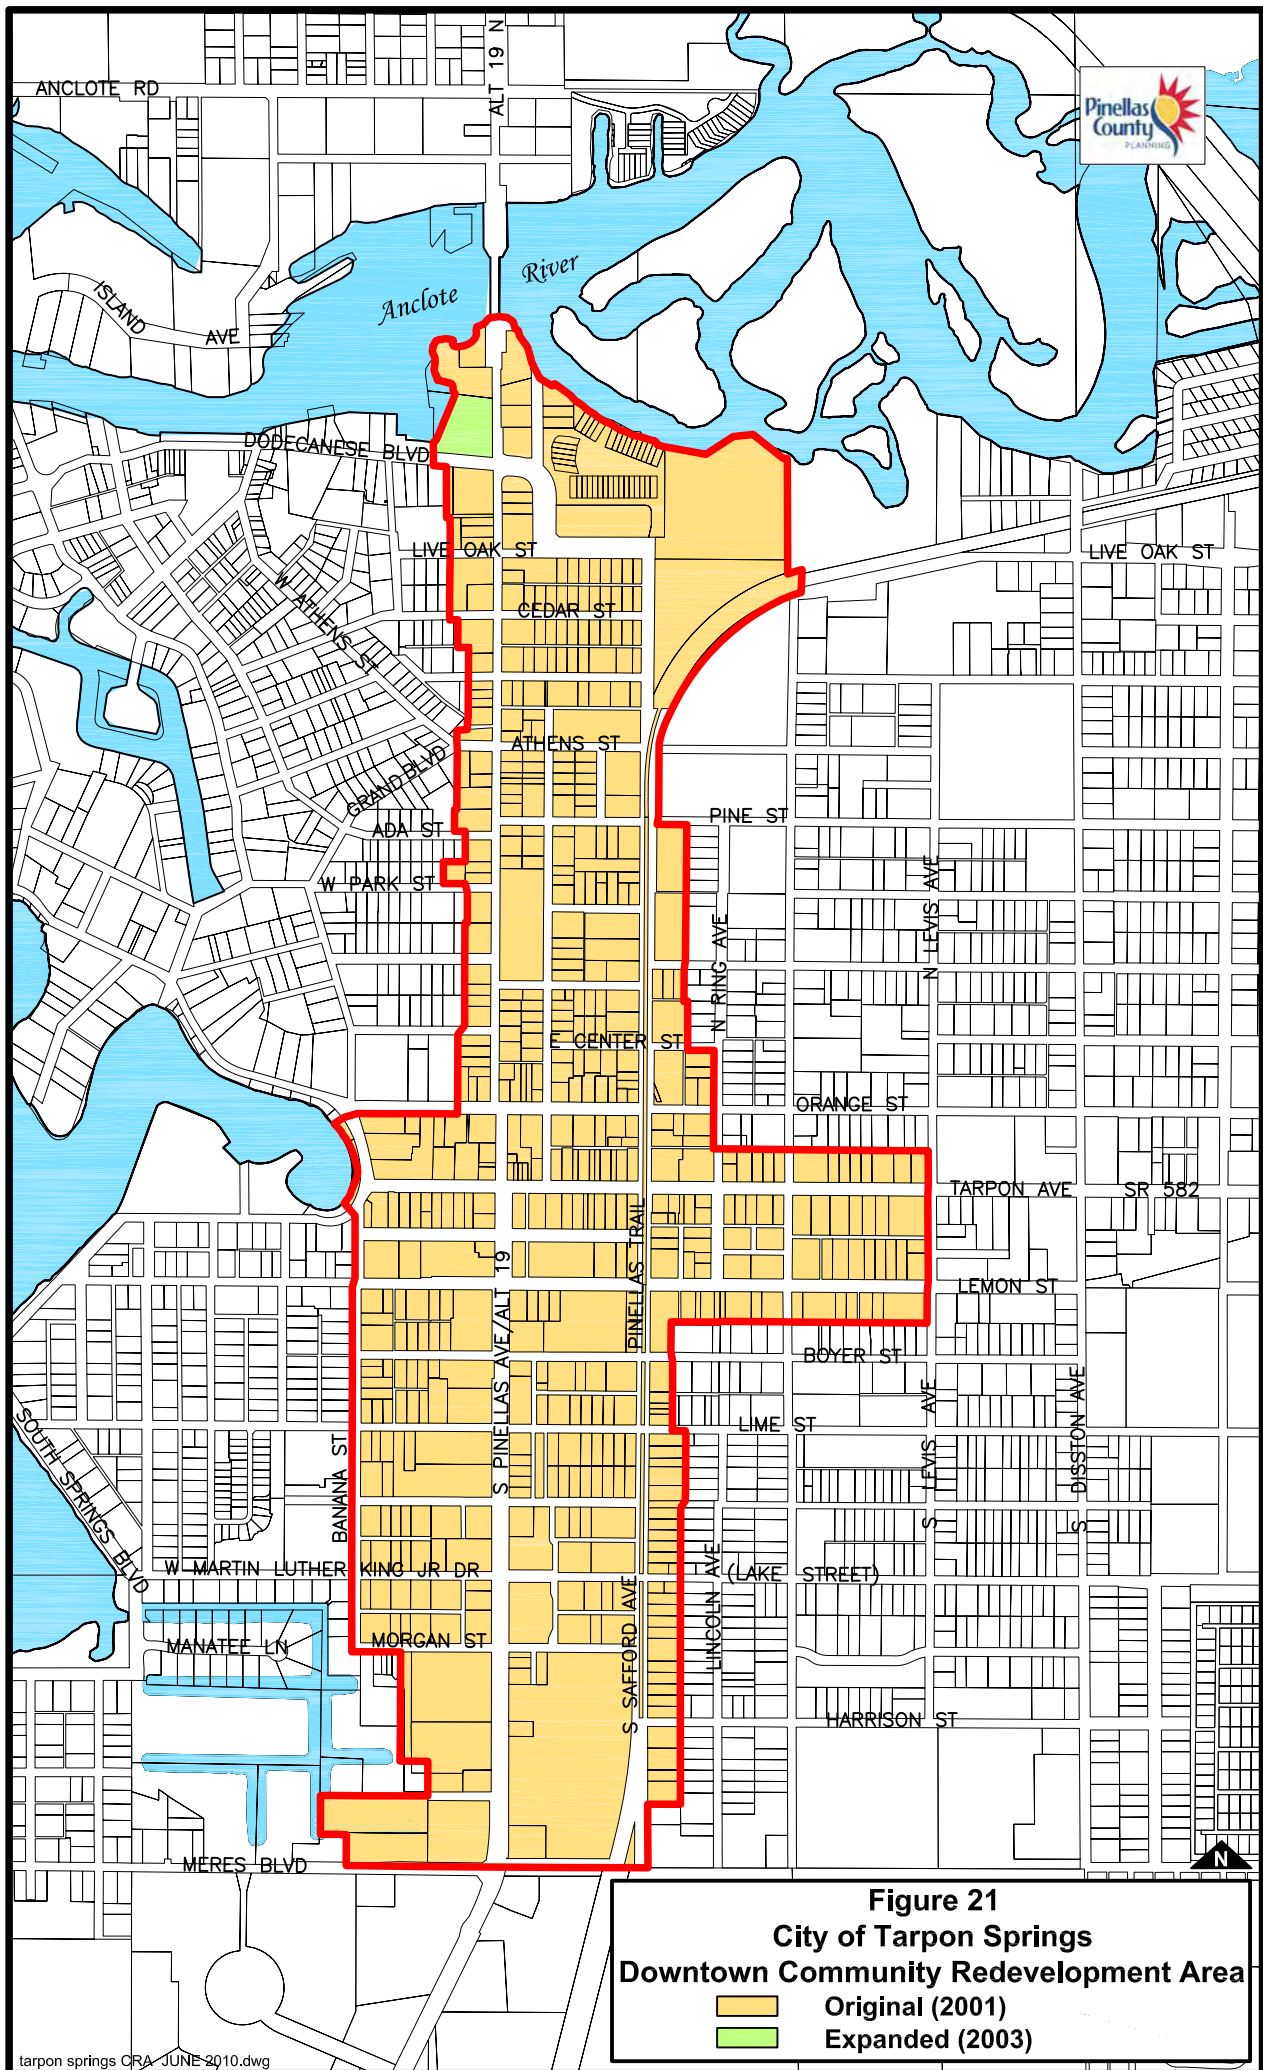 ALT 19 N
ANCLOTE RD
Pinellas
County
PLANNING
River
Anclote
ISLAND
AVE
DODECANESE BLVD
LIVE OAK ST
LIVE OAK ST
W ATHENS ST
CEDAR ST
ATHENS ST
GRAND BLVD
PINE ST
ADA ST
W PARK ST
N LEVIS AVE
N RING AVE
E CENTER ST
ORANGE ST
TARPON AVE
SR 582
PINELLAS TRAIL
LEMON ST
S PINELLAS AVE/ALT 19
BOYER ST
SOUTH SPRINGS BLVD
BANANA ST
LIME ST
S LEVIS AVE
S DISSTON AVE
W MARTIN LUTHER KING JR DR
(LAKE STREET)
LINCOLN AVE
S SAFFORD AVE
MANATEE LN
MORGAN ST
HARRISON ST
MERES BLVD
N
Figure 21
City of Tarpon Springs
Downtown Community Redevelopment Area
Original (2001)
Expanded (2003)
tarpon springs CRA JUNE 2010.dwg